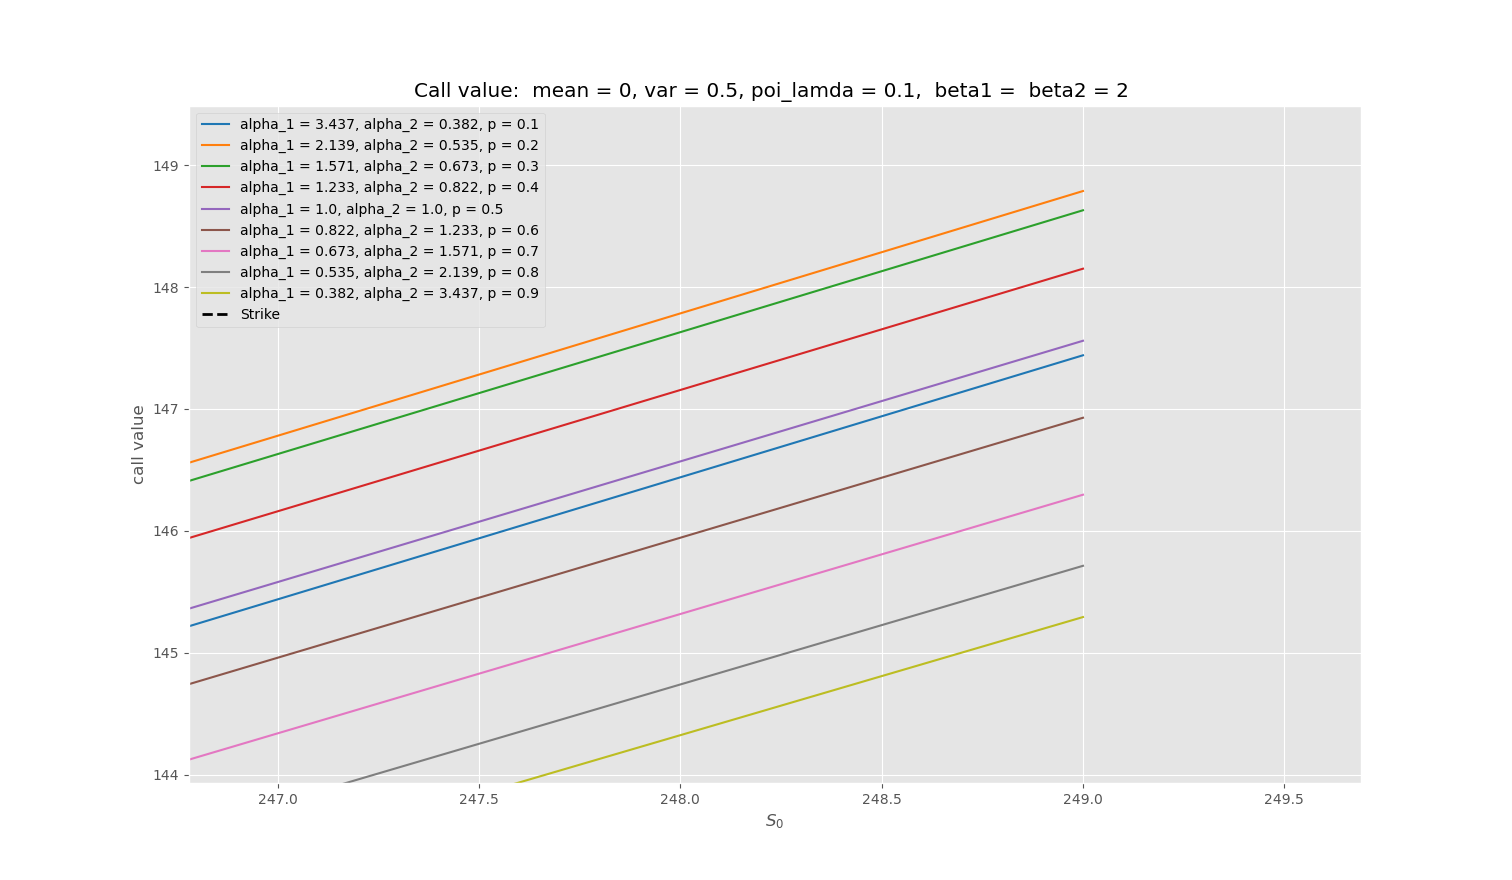 Call value:  mean = 0, var = 0.5, poi_lamda = 0.1,  beta1 =  beta2 = 2
alpha_1 = 3.437, alpha_2 = 0.382, p = 0.1
alpha_1 = 2.139, alpha_2 = 0.535, p = 0.2
alpha_1 = 1.571, alpha_2 = 0.673, p = 0.3
alpha_1 = 1.233, alpha_2 = 0.822, p = 0.4
alpha_1 = 1.0, alpha_2 = 1.0, p = 0.5
alpha_1 = 0.822, alpha_2 = 1.233, p = 0.6
alpha_1 = 0.673, alpha_2 = 1.571, p = 0.7
alpha_1 = 0.535, alpha_2 = 2.139, p = 0.8
alpha_1 = 0.382, alpha_2 = 3.437, p = 0.9
Strike
149
148
147
146
145
144
call value
247.0 247.5 248.0 248.5 249.0 249.5
S_0